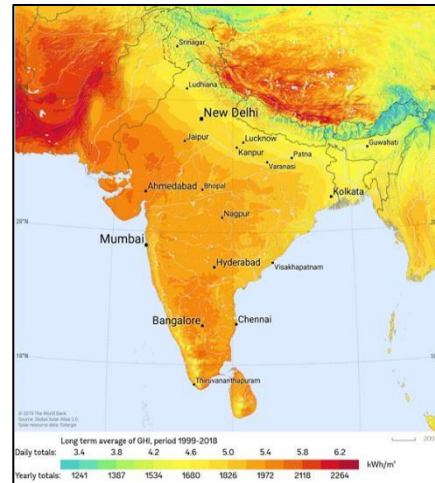 Srinagar
Ludhiana
New Delhi
Jaipur
Lucknow
Kanpur
Patna
Guwahati
Varanasi
Ahmedabad
Bhopal
Kolkata
Nagpur
20°N
20°N
Mumbai
Hyderabad
Visakhapatnam
Bangalore
Chennai
10°N
10°N
Thiruvananthapuram
© 2019 The World Bank
Source: Global Solar Atlas 2.0
Solar resource data: Solargis
Long term average of GHI, period 1999-2018
200
Daily totals: 3.4 3.8 4.2 4.6 5.0 5.4 5.8 6.2
kWh/m²
Yearly totals: 1241 1387 1534 1680 1826 1972 2118 2264